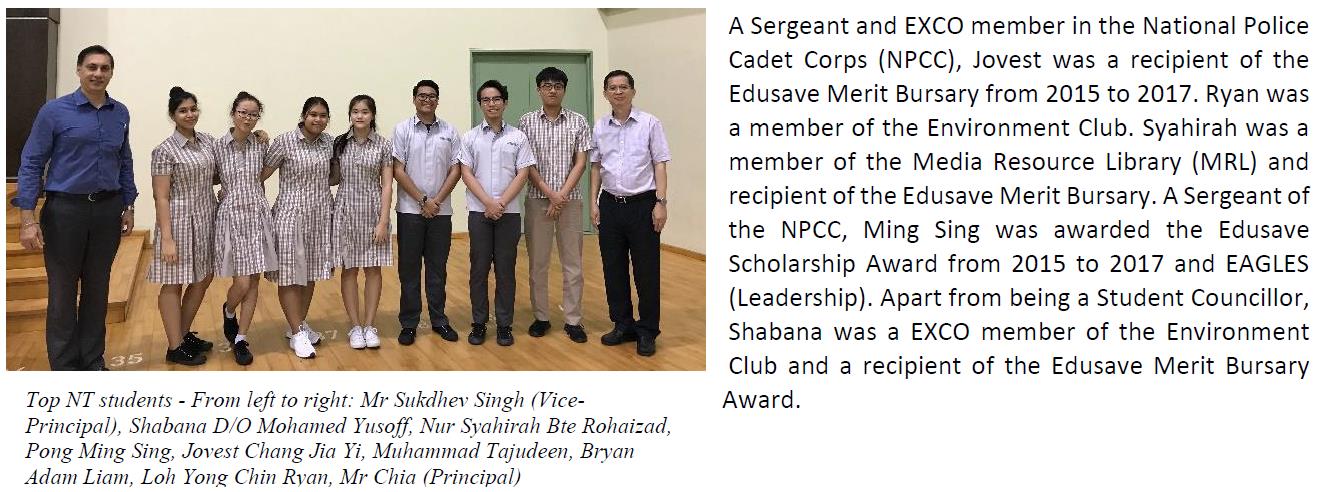 A Sergeant and EXCO member in the National Police
Cadet Corps (NPCC), Jovest was a recipient of the
Edusave Merit Bursary from 2015 to 2017. Ryan was
a member of the Environment Club. Syahirah was a
member of the Media Resource Library (MRL) and
recipient of the Edusave Merit Bursary. A Sergeant of
the NPCC, Ming Sing was awarded the Edusave
Scholarship Award from 2015 to 2017 and EAGLES
(Leadership). Apart from being a Student Councillor,
Shabana was a EXCO member of the Environment
Club and a recipient of the Edusave Merit Bursary
Award.
35
Top NT students - From left to right: Mr Sukdhev Singh (Vice-
Principal), Shabana D/O Mohamed Yusoff, Nur Syahirah Bte Rohaizad,
Pong Ming Sing, Jovest Chang Jia Yi, Muhammad Tajudeen, Bryan
Adam Liam, Loh Yong Chin Ryan, Mr Chia (Principal)